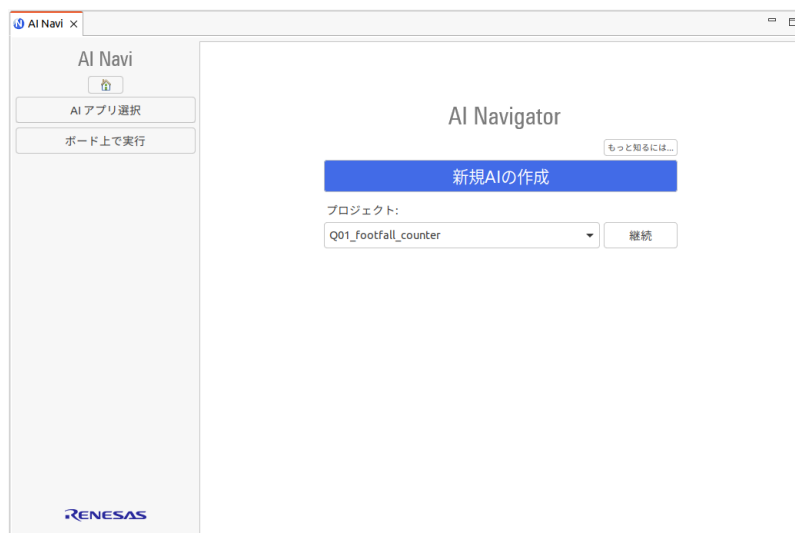 AI Navi
AI Navi
AI アプリ選択
ボード上で実行
RENESAS
AI Navigator
もっと知るには...
新規AIの作成
プロジェクト:
Q01_footfall_counter
継続